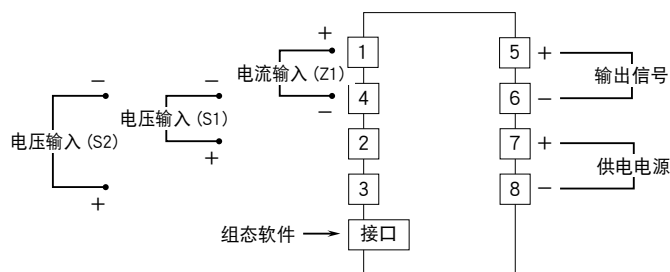 + 1 5 +
电流输入 (Z1) 输出信号
− − 4 6 −
−
电压输入 (S1)
电压输入 (S2) 2 7 +
+
供电电源
+ 3 8 −
组态软件 接口